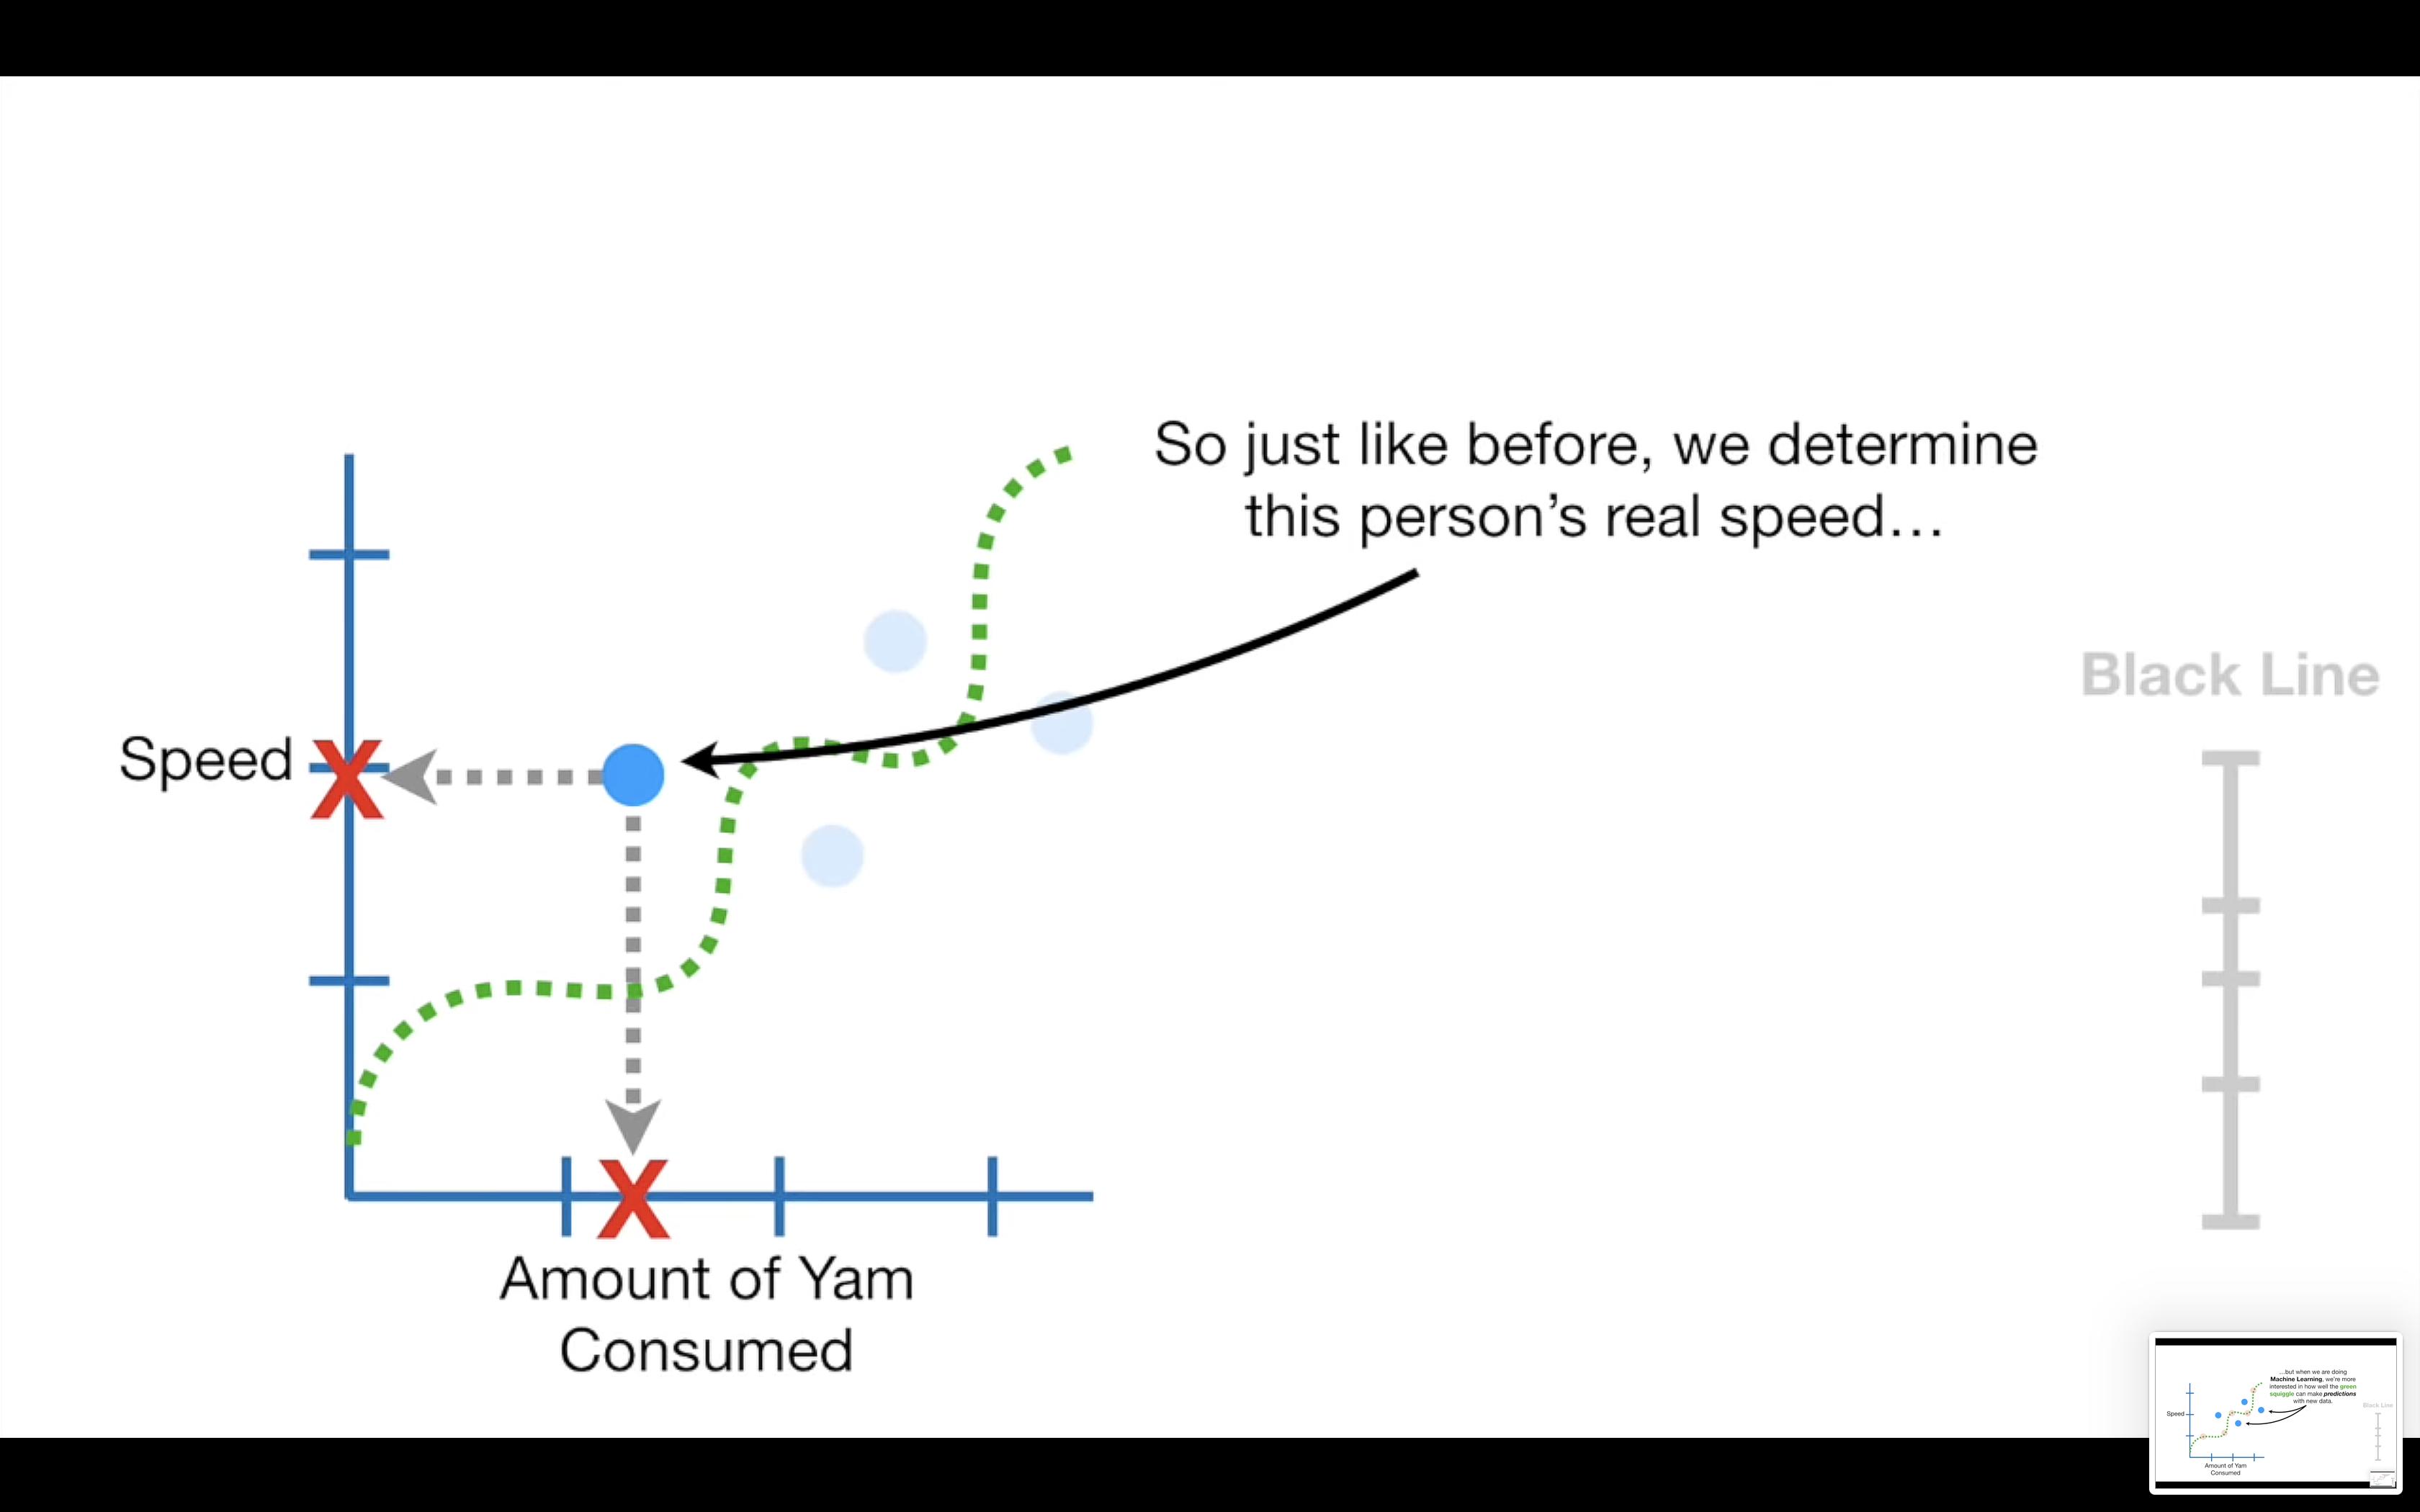 So just like before, we determine
this person's real speed...
Black Line
Speed
X
X
Amount of Yam
Consumed
...but when we are doing
Machine Learning, we're more
interested in how well the green
squiggle can make predictions
with new data.
Black Line
Speed
Amount of Yam
Consumed